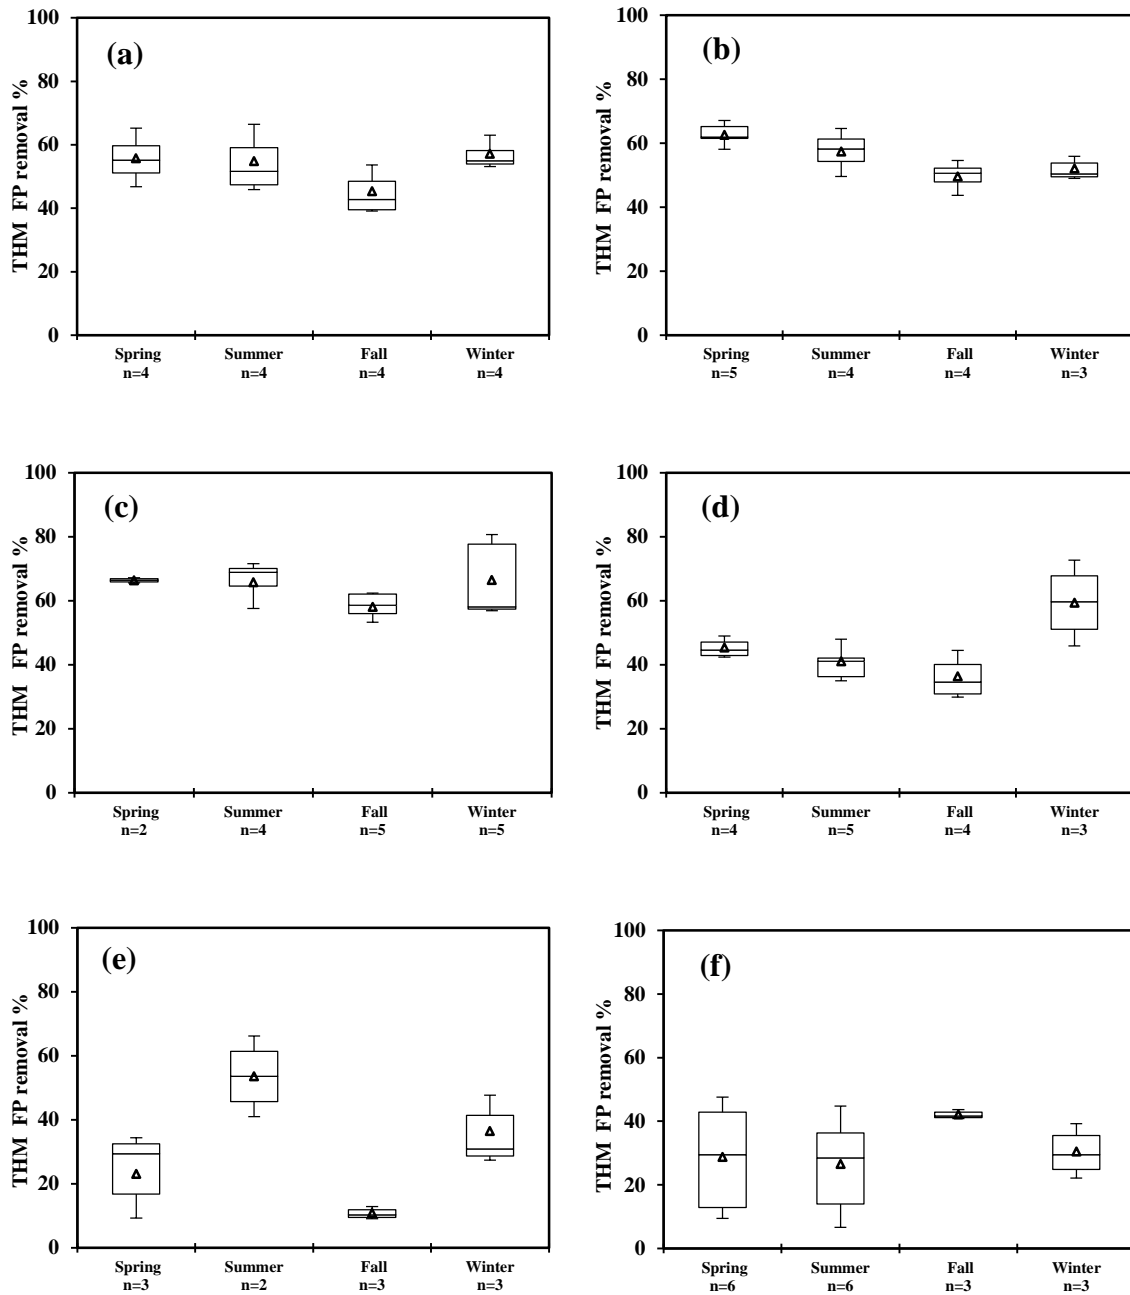 (a)
THM FP removal %
100
80
60
40
20
0
Spring Summer Fall Winter
n=4 n=4 n=4 n=4
(b)
THM FP removal %
100
80
60
40
20
0
Spring Summer Fall Winter
n=5 n=4 n=4 n=3
(c)
THM FP removal %
100
80
60
40
20
0
Spring Summer Fall Winter
n=2 n=4 n=5 n=5
(d)
THM FP removal %
100
80
60
40
20
0
Spring Summer Fall Winter
n=4 n=5 n=4 n=3
(e)
THM FP removal %
100
80
60
40
20
0
Spring Summer Fall Winter
n=3 n=2 n=3 n=3
(f)
THM FP removal %
100
80
60
40
20
0
Spring Summer Fall Winter
n=6 n=6 n=3 n=3